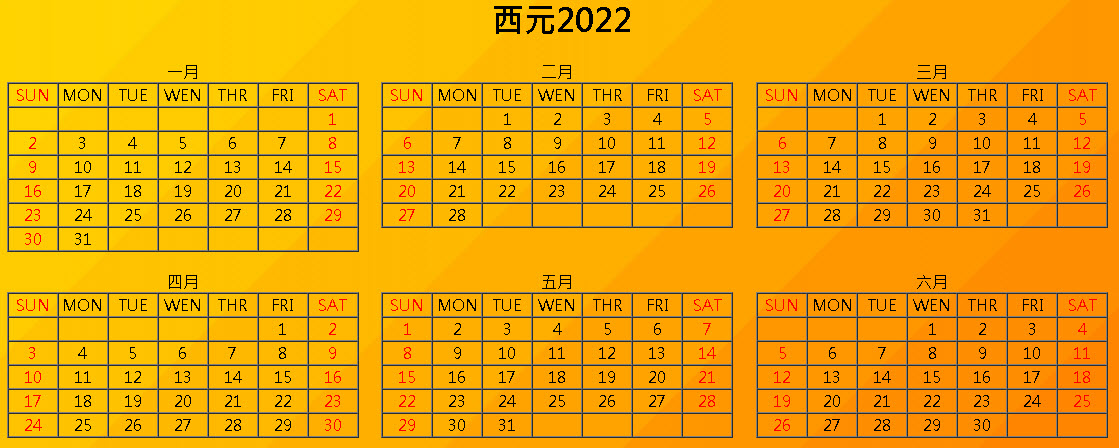 西元2022
一月
SUN MON TUE WEN THR FRI SAT
1
2 3 4 5 6 7 8
9 10 11 12 13 14 15
16 17 18 19 20 21 22
23 24 25 26 27 28 29
30 31
二月
SUN MON TUE WEN THR FRI SAT
1 2 3 4 5
6 7 8 9 10 11 12
13 14 15 16 17 18 19
20 21 22 23 24 25 26
27 28
三月
SUN MON TUE WEN THR FRI SAT
1 2 3 4 5
6 7 8 9 10 11 12
13 14 15 16 17 18 19
20 21 22 23 24 25 26
27 28 29 30 31
四月
SUN MON TUE WEN THR FRI SAT
1 2
3 4 5 6 7 8 9
10 11 12 13 14 15 16
17 18 19 20 21 22 23
24 25 26 27 28 29 30
五月
SUN MON TUE WEN THR FRI SAT
1 2 3 4 5 6 7
8 9 10 11 12 13 14
15 16 17 18 19 20 21
22 23 24 25 26 27 28
29 30 31
六月
SUN MON TUE WEN THR FRI SAT
1 2 3 4
5 6 7 8 9 10 11
12 13 14 15 16 17 18
19 20 21 22 23 24 25
26 27 28 29 30